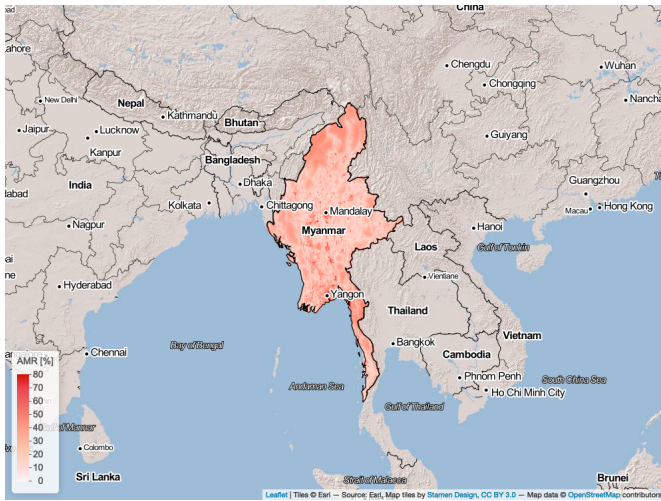 China
Lahore
Chengdu
Wuhan
Chongqing
New Delhi
Nepal
Nancha
Kathmandu
Jaipur
Lucknow
Bhutan
Guiyang
Kanpur
Bangladesh
India
Dhaka
Guangzhou
Kolkata
Chittagong
Mandalay
Macau
Hong Kong
Nagpur
Myanmar
Hanoi
Laos
Gulf of Tonkin
Vientiane
Hyderabad
Yangon
Thailand
Vietnam
Bangkok
Bay of Bengal
Chennai
Cambodia
AMR [%]
80
70
60
50
40
30
20
10
0
Phnom Penh
South China Sea
Andaman Sea
Ho Chi Minh City
Gulf of Thailand
Colombo
Sri Lanka
Strait of Malacca
Brunei
Leaflet | Tiles © Esri — Source: Esri, Map tiles by Stamen Design, CC BY 3.0 — Map data © OpenStreetMap contributors